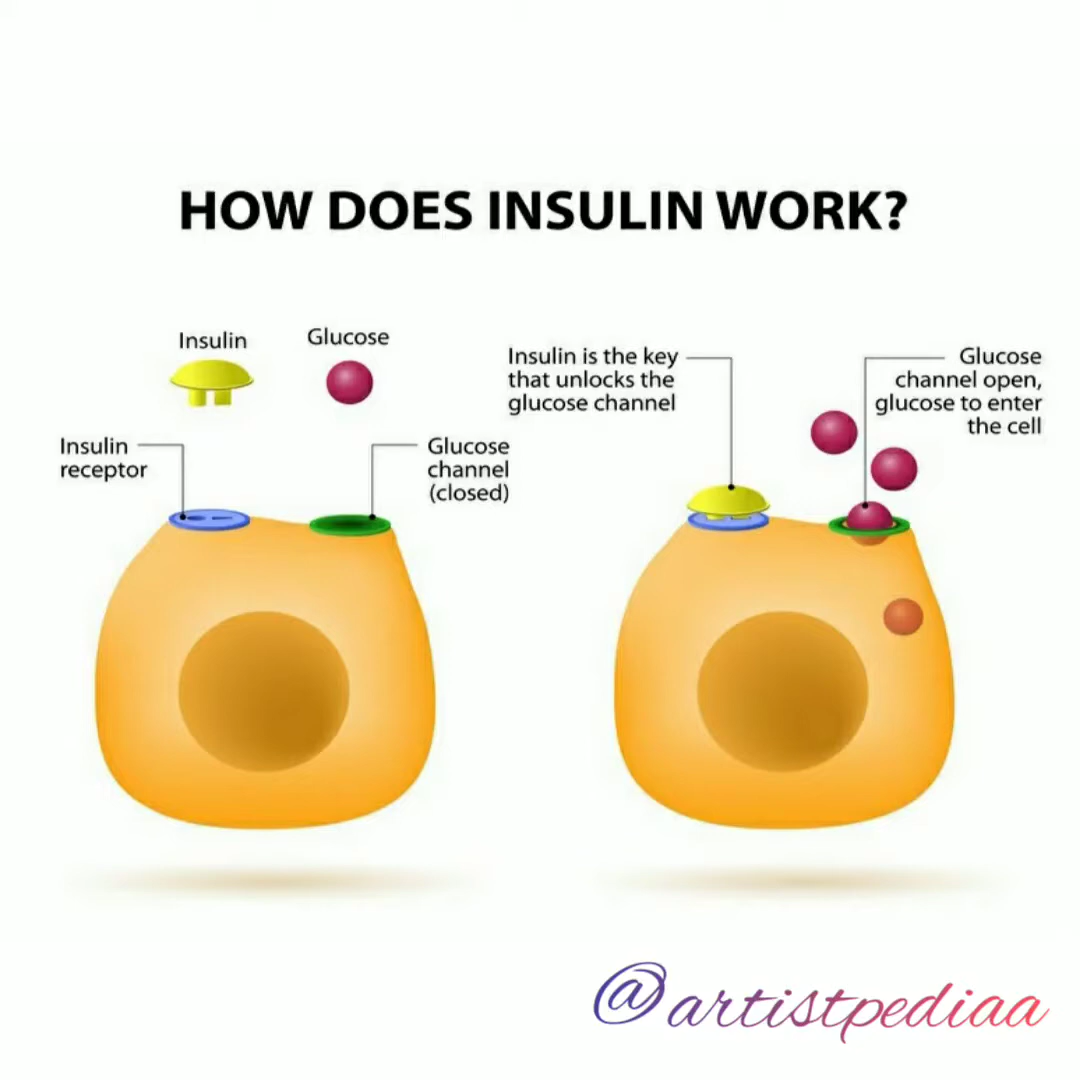 HOW DOES INSULIN WORK?
Insulin
Glucose
Insulin
receptor
Glucose
channel
(closed)
Insulin is the key
that unlocks the
glucose channel
Glucose
channel open,
glucose to enter
the cell
@artistpediaa